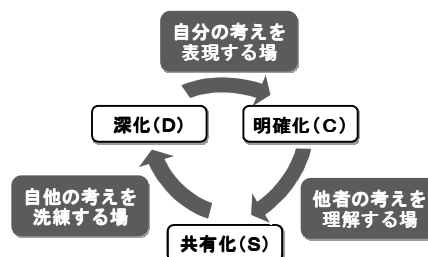 自分の考えを
表現する場
深化（D）
明確化（C）
自他の考えを
洗練する場
他者の考えを
理解する場
共有化（S）